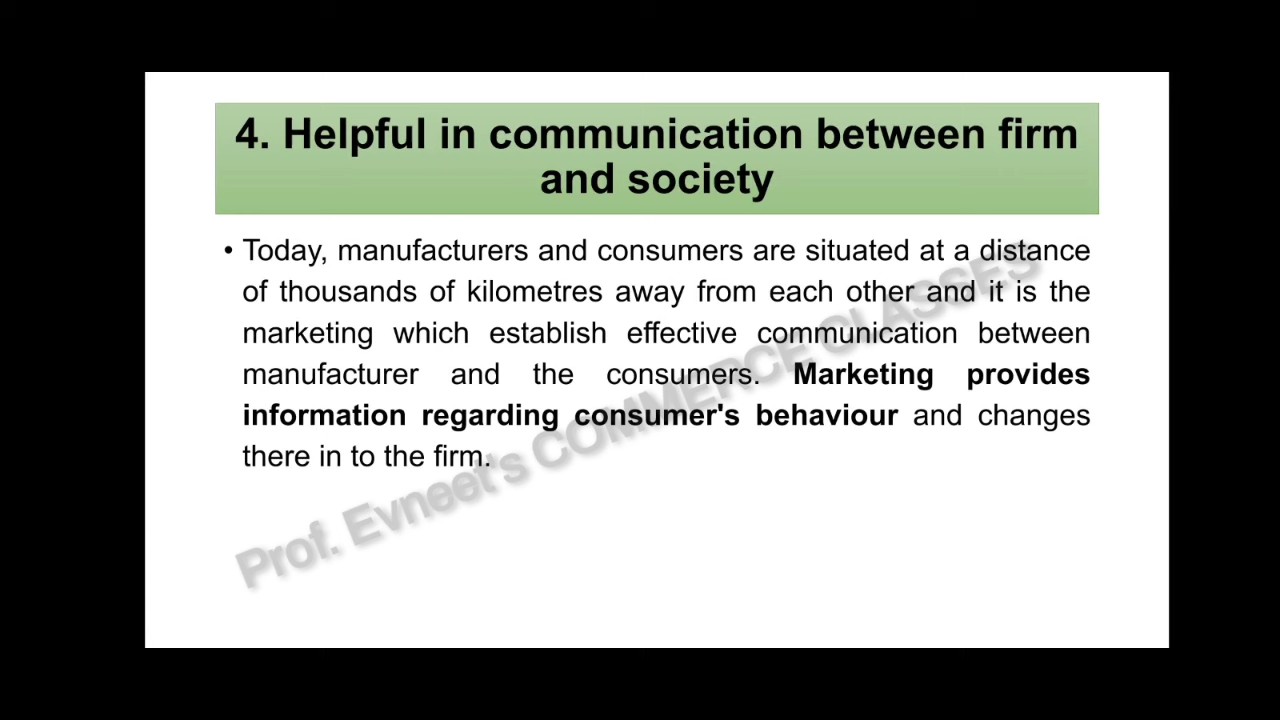 4. Helpful in communication between firm
and society
• Today, manufacturers and consumers are situated at a distance
of thousands of kilometres away from each other and it is the
marketing which establish effective communication between
manufacturer and the consumers. Marketing provides
information regarding consumer's behaviour and changes
there in to the firm.
Prof. Evneet's COMMERCE CLASSES